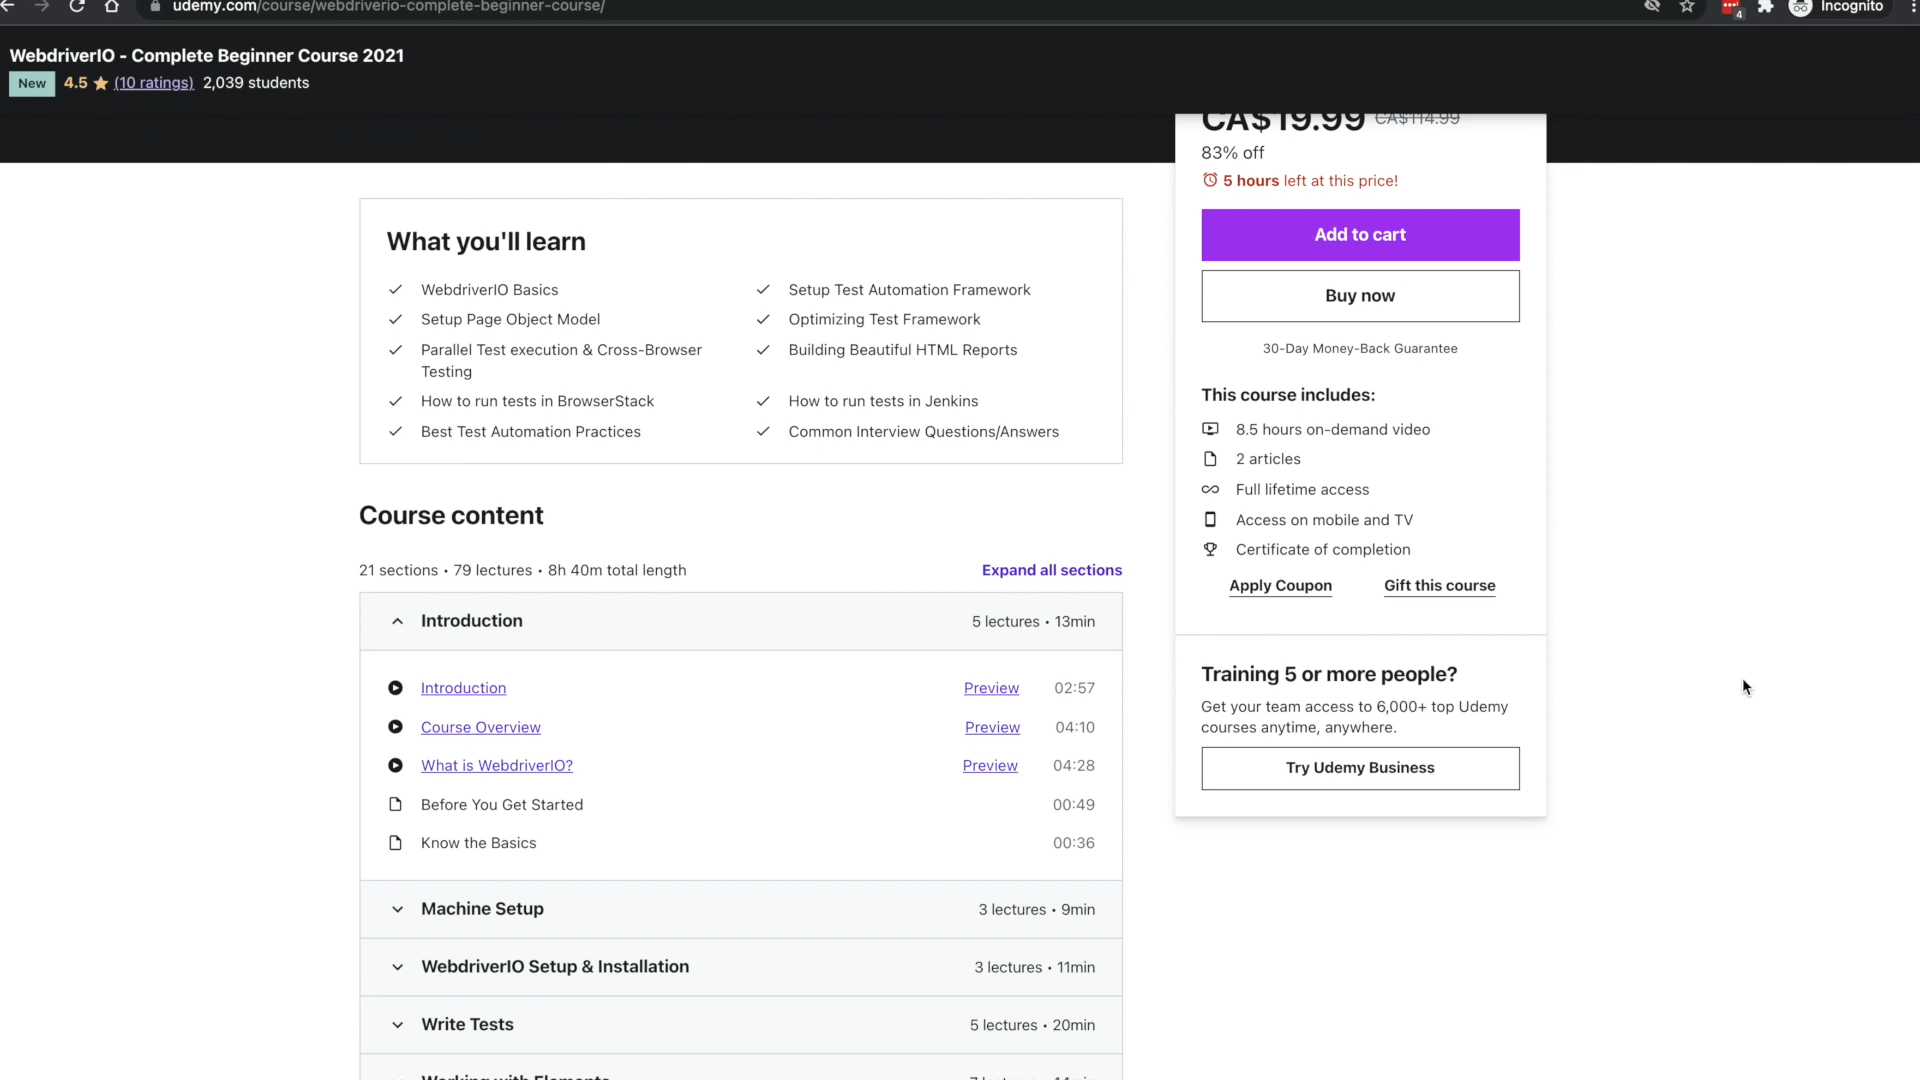 udemy.com/course/webdriverio-complete-beginner-course/
4
Incognito
WebdriverIO - Complete Beginner Course 2021
New 4.5 (10 ratings) 2,039 students
CA$19.99 CA$114.99
83% off
5 hours left at this price!
Add to cart
Buy now
30-Day Money-Back Guarantee
This course includes:
8.5 hours on-demand video
2 articles
Full lifetime access
Access on mobile and TV
Certificate of completion
Apply Coupon Gift this course
Training 5 or more people?
Get your team access to 6,000+ top Udemy
courses anytime, anywhere.
Try Udemy Business
What you'll learn
WebdriverIO Basics Setup Test Automation Framework
Setup Page Object Model Optimizing Test Framework
Parallel Test execution & Cross-Browser Building Beautiful HTML Reports
Testing
How to run tests in BrowserStack How to run tests in Jenkins
Best Test Automation Practices Common Interview Questions/Answers
Course content
21 sections • 79 lectures • 8h 40m total length Expand all sections
Introduction 5 lectures • 13min
Introduction Preview 02:57
Course Overview Preview 04:10
What is WebdriverIO? Preview 04:28
Before You Get Started 00:49
Know the Basics 00:36
Machine Setup 3 lectures • 9min
WebdriverIO Setup & Installation 3 lectures • 11min
Write Tests 5 lectures • 20min
Working with Elements